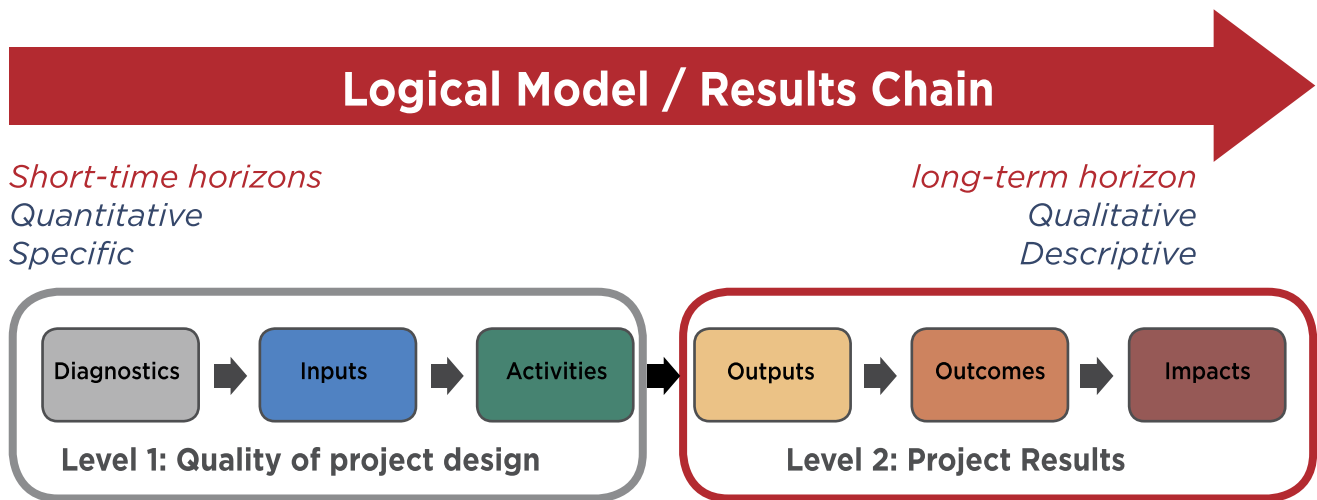 Logical Model / Results Chain
Short-time horizons
Quantitative
Specific
long-term horizon
Qualitative
Descriptive
Diagnostics
Inputs
Activities
Outputs
Outcomes
Impacts
Level 1: Quality of project design
Level 2: Project Results